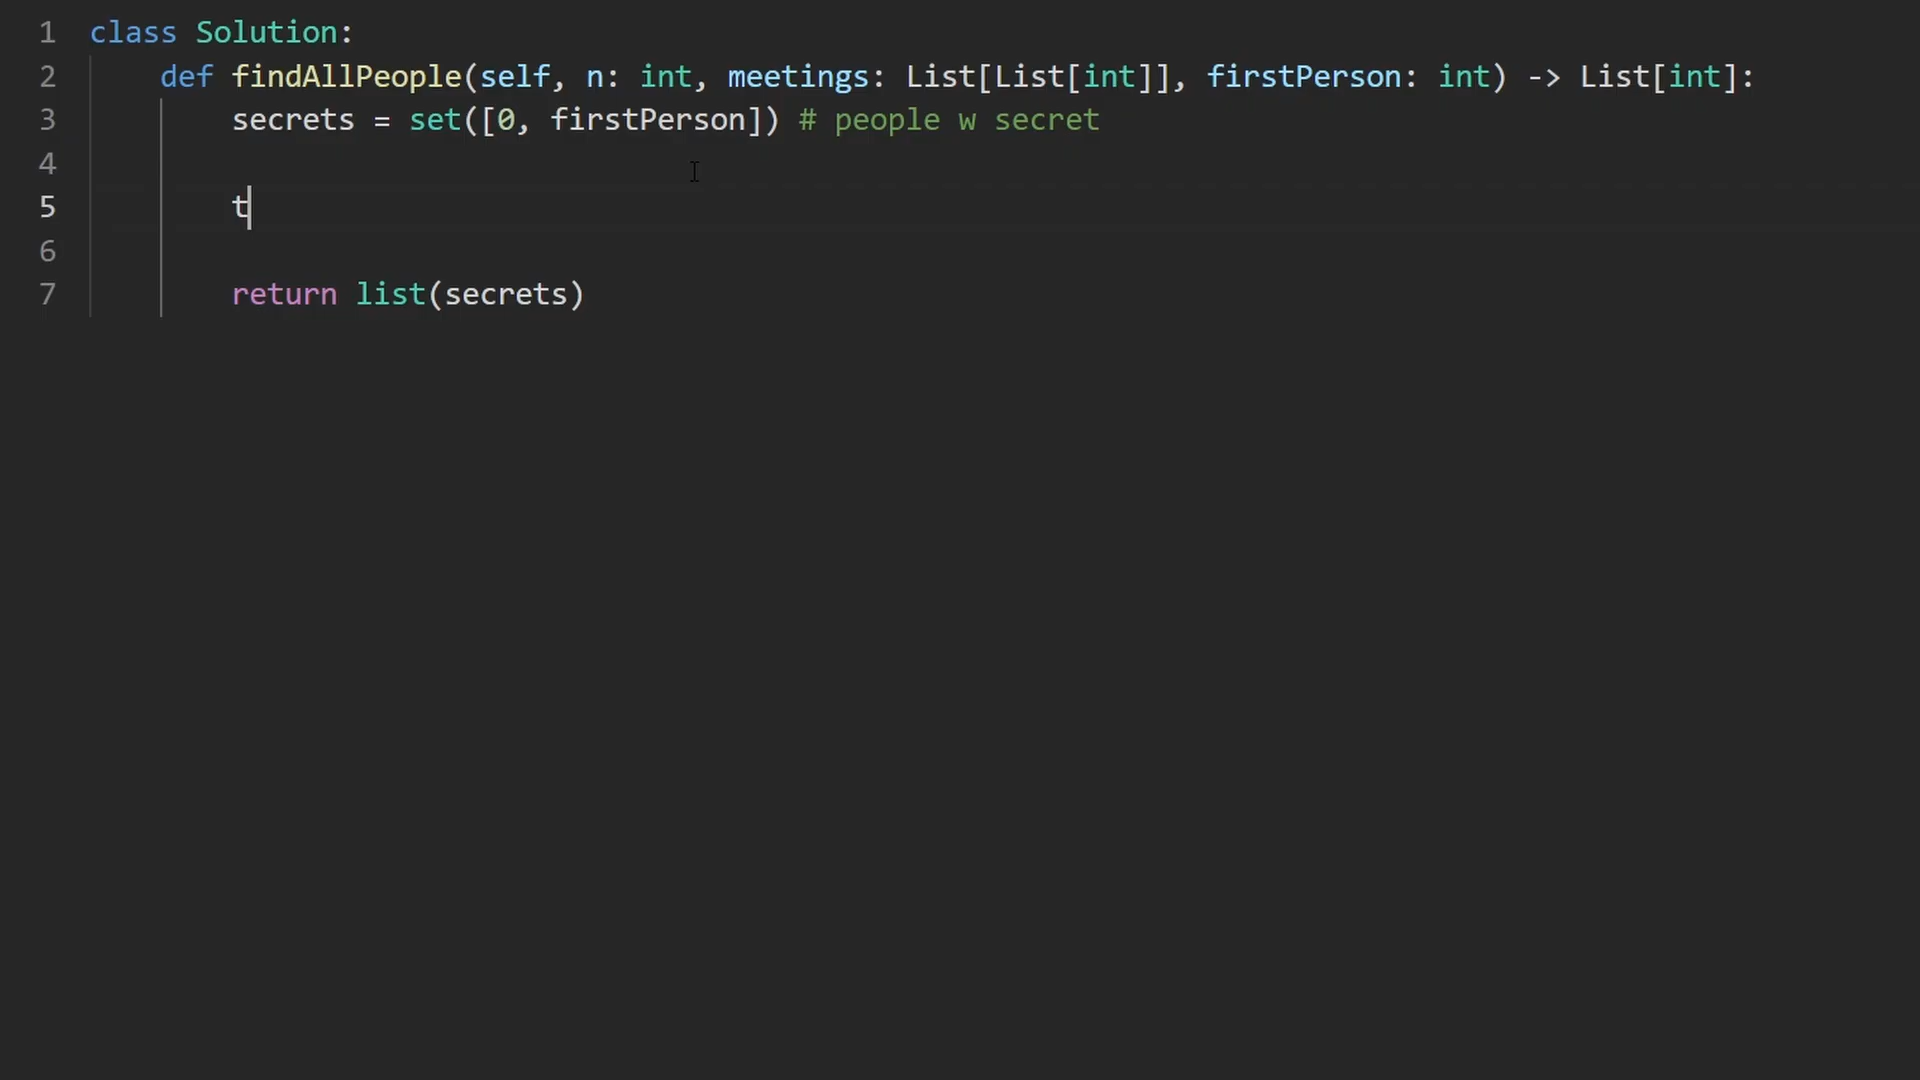 1 class Solution:
2 def findAllPeople(self, n: int, meetings: List[List[int]], firstPerson: int) -> List[int]:
3 secrets = set([0, firstPerson]) # people w secret
4
5 t
6
7 return list(secrets)